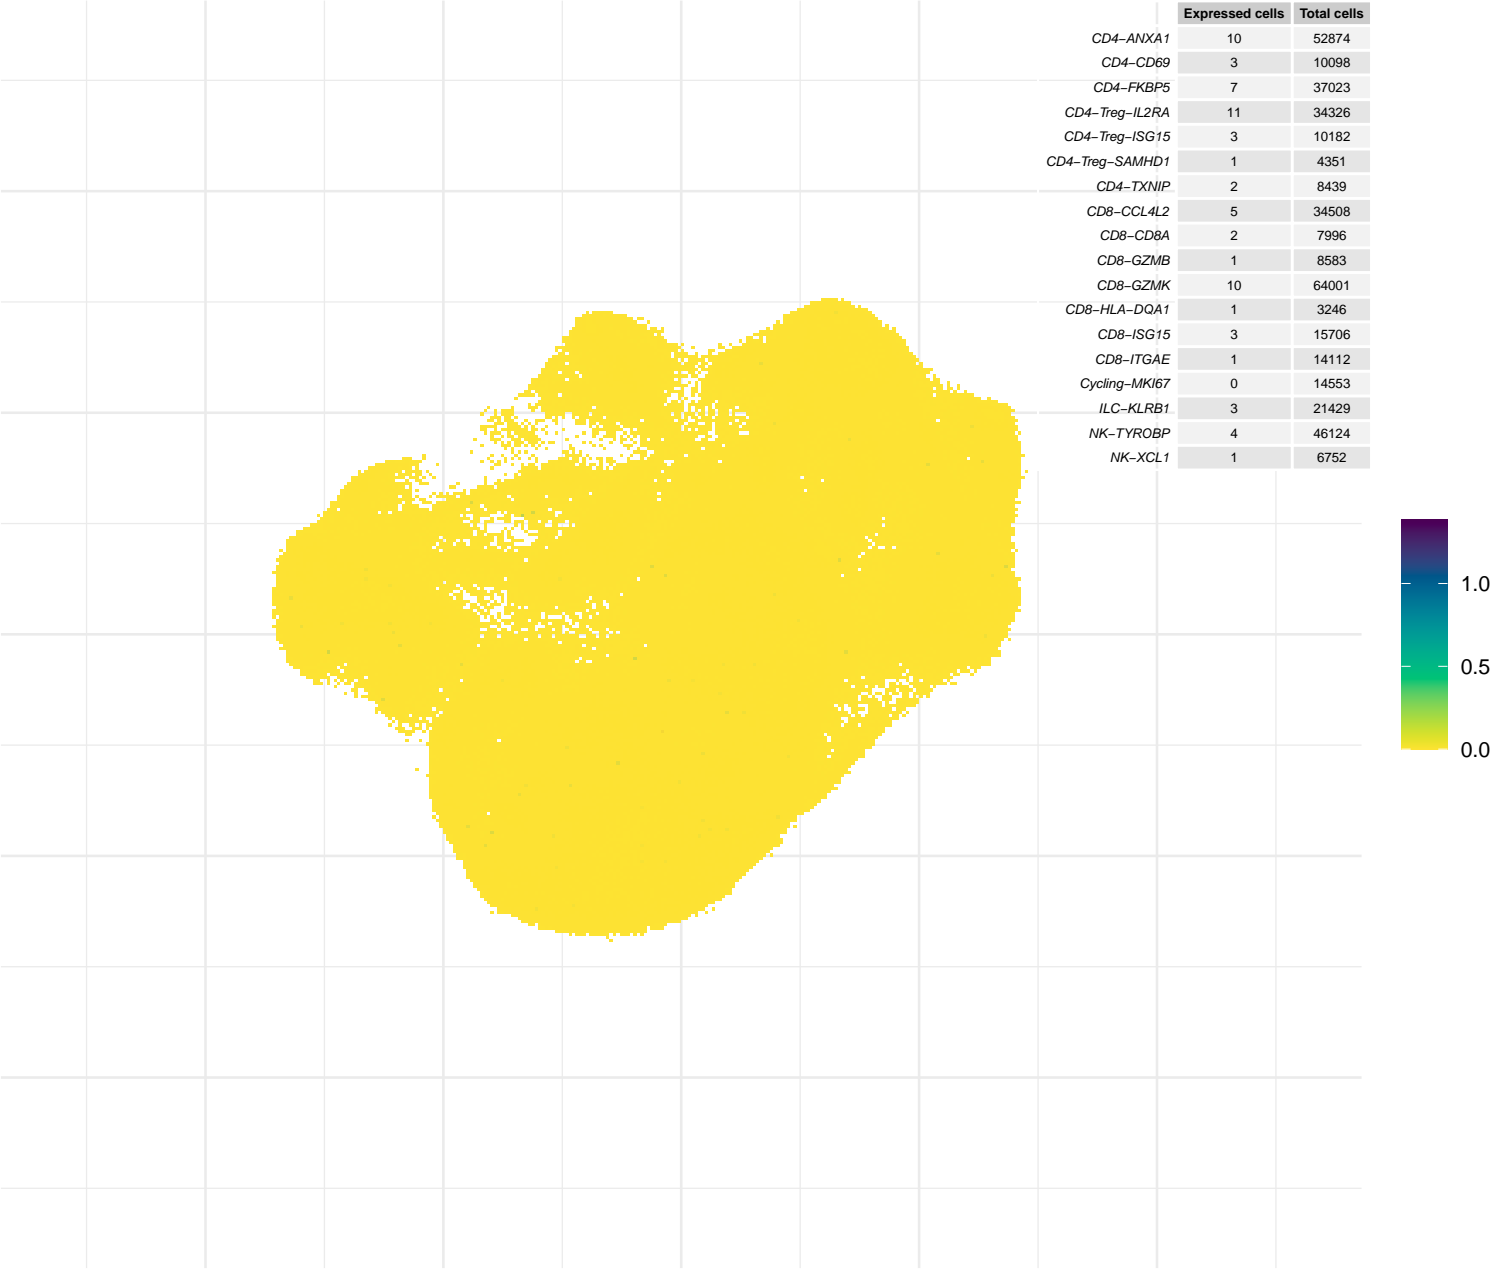 Expressed cells Total cells
CD4−ANXA1 10 52874
CD4−CD69 3 10098
CD4−FKBP5 7 37023
CD4−Treg−IL2RA 11 34326
CD4−Treg−ISG15 3 10182
CD4−Treg−SAMHD1 1 4351
CD4−TXNIP 2 8439
CD8−CCL4L2 5 34508
CD8−CD8A 2 7996
CD8−GZMB 1 8583
CD8−GZMK 10 64001
CD8−HLA−DQA1 1 3246
CD8−ISG15 3 15706
CD8−ITGAE 1 14112
Cycling−MKI67 0 14553
ILC−KLRB1 3 21429
NK−TYROBP 4 46124
NK−XCL1 1 6752
1.0
0.5
0.0